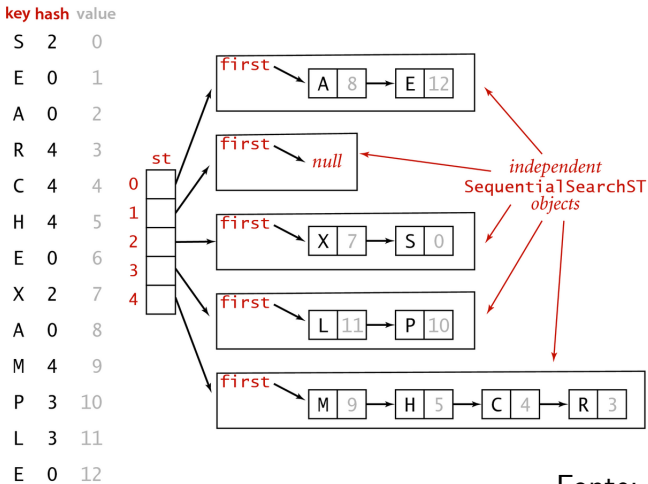 key hash value
S 2 0
E 0 1
A 0 2
R 4 3
C 4 4
H 4 5
E 0 6
X 2 7
A 0 8
M 4 9
P 3 10
L 3 11
E 0 12
st
0
1
2
3
4
first
A 8 E 12
first
null
first
X 7 S 0
first
L 11 P 10
first
M 9 H 5 C 4 R 3
independent
SequentialSearchST
objects